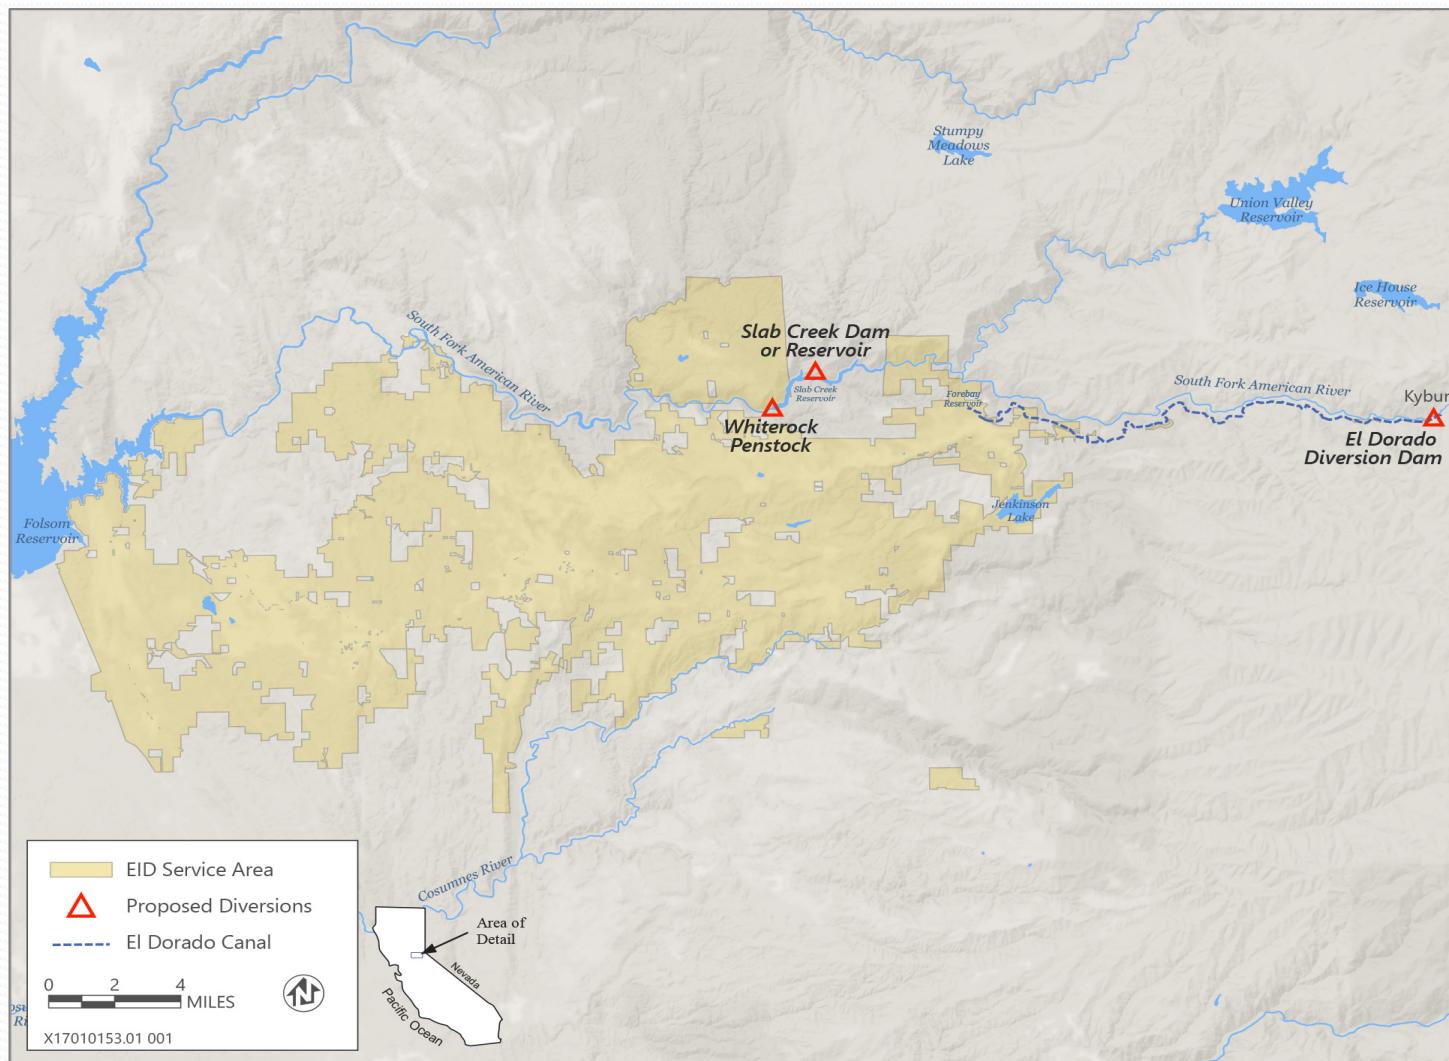 Stumpy
Meadows
Lake
Union Valley
Reservoir
Ice House
Reservoir
South Fork American River
Slab Creek Dam
or Reservoir
Slab Creek
Reservoir
Whiterock
Penstock
Forebay
Reservoir
South Fork American River
Kybur
El Dorado
Diversion Dam
Jenkinson
Lake
Folsom
Reservoir
Cosumnes River
EID Service Area
Proposed Diversions
El Dorado Canal
0 2 4
MILES
N
X17010153.01 001
Area of
Detail
Nevada
Pacific Ocean